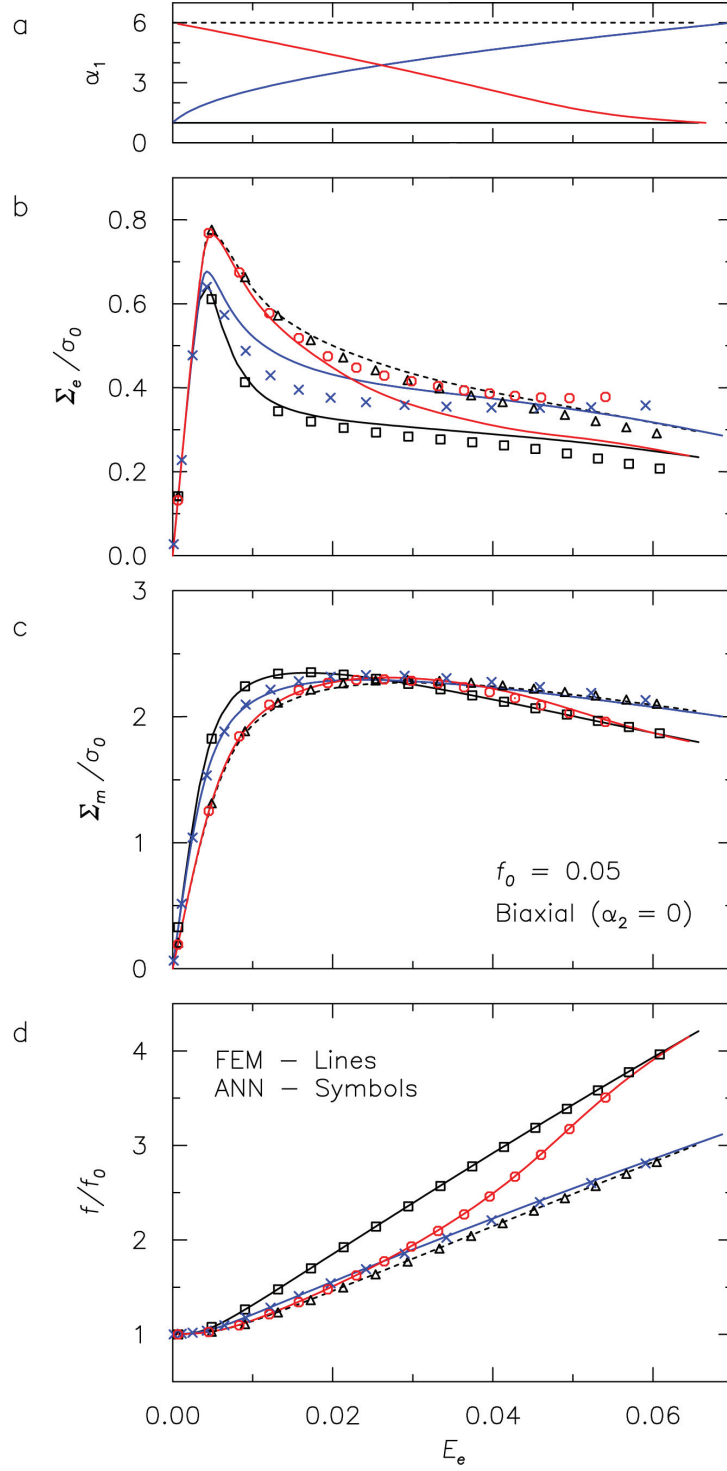 a
6
3
0
α₁
b
0.8
0.6
0.4
0.2
0.0
Σₑ/σ₀
c
3
2
1
0
Σₘ/σ₀
f₀ = 0.05
Biaxial (α₂ = 0)
d
FEM – Lines
ANN – Symbols
4
3
2
1
f/f₀
0.00 0.02 0.04 0.06
Eₑ